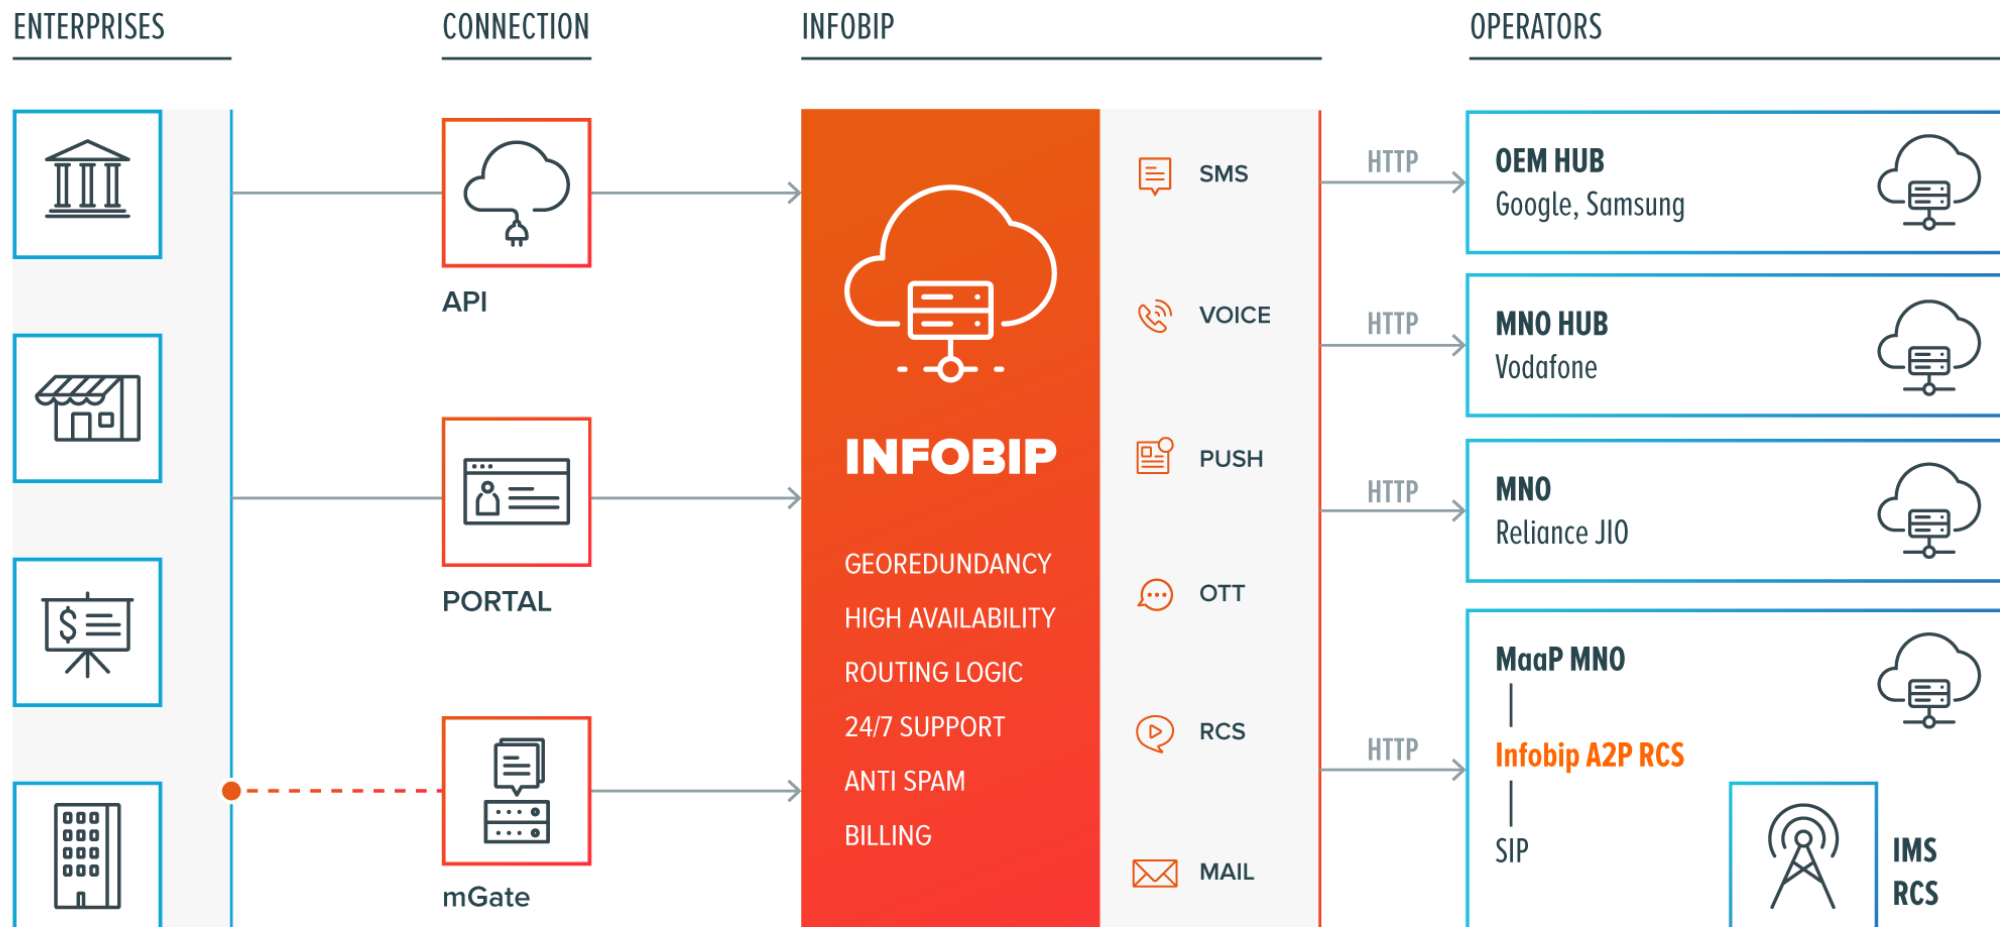 ENTERPRISES
CONNECTION
INFOBIP
OPERATORS
API
PORTAL
mGate
INFOBIP
GEOREDUNDANCY
HIGH AVAILABILITY
ROUTING LOGIC
24/7 SUPPORT
ANTI SPAM
BILLING
SMS
VOICE
PUSH
OTT
RCS
MAIL
HTTP
OEM HUB
Google, Samsung
HTTP
MNO HUB
Vodafone
HTTP
MNO
Reliance JIO
HTTP
MaaP MNO
Infobip A2P RCS
SIP
IMS
RCS